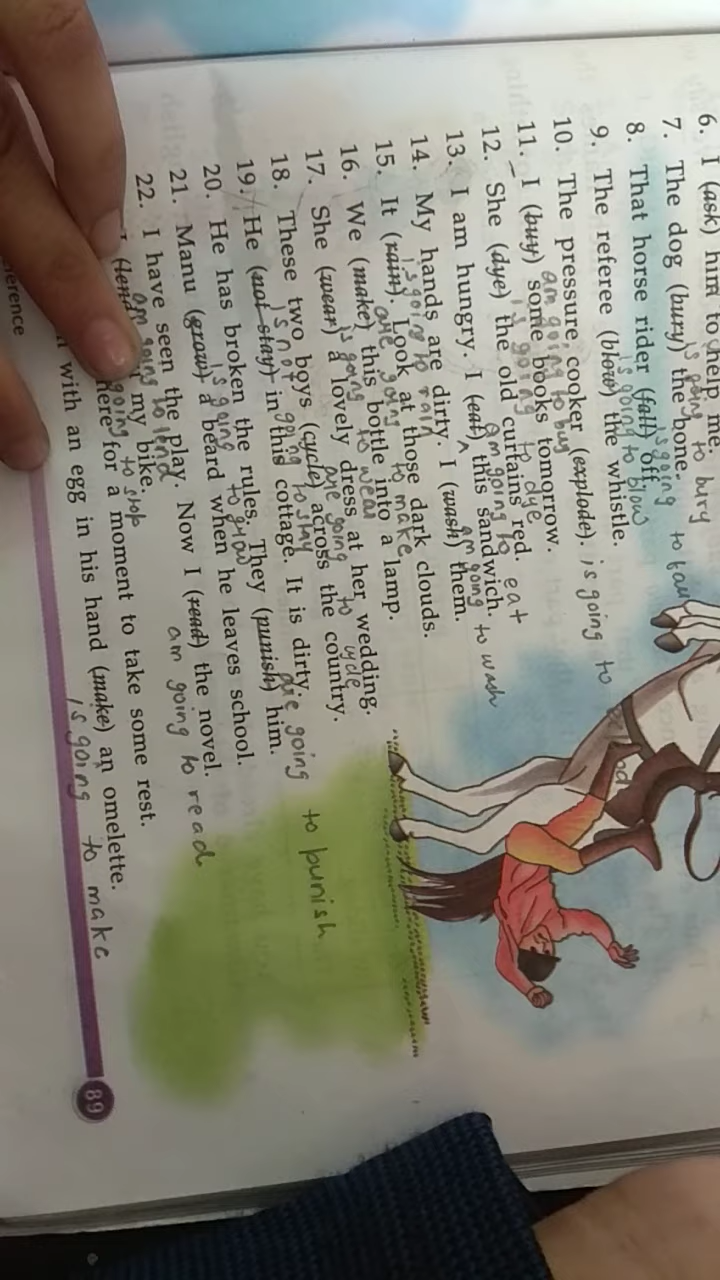 6. I (ask) him to help me.
is going to bury
7. The dog (bury) the bone.
is going to fall
8. That horse rider (fall) off.
is going to blow
9. The referee (blow) the whistle.
10. The pressure cooker (explode). is going to
am going to buy
11. I (buy) some books tomorrow.
is going to dye
12. She (dye) the old curtains red.
am going to eat
13. I am hungry. I (eat) this sandwich.
am going to wash
14. My hands are dirty. I (wash) them.
is going to rain
15. It (rain). Look at those dark clouds.
are going to make
16. We (make) this bottle into a lamp.
is going to wear
17. She (wear) a lovely dress at her wedding.
are going to cycle
18. These two boys (cycle) across the country.
is not going to stay
19. He (not stay) in this cottage. It is dirty.
are going to punish
20. He has broken the rules. They (punish) him.
is going to grow
21. Manu (grow) a beard when he leaves school.
22. I have seen the play. Now I (read) the novel.
am going to read
am going to lend
I (lend) my bike.
going to stop
here for a moment to take some rest.
with an egg in his hand (make) an omelette.
is going to make
89